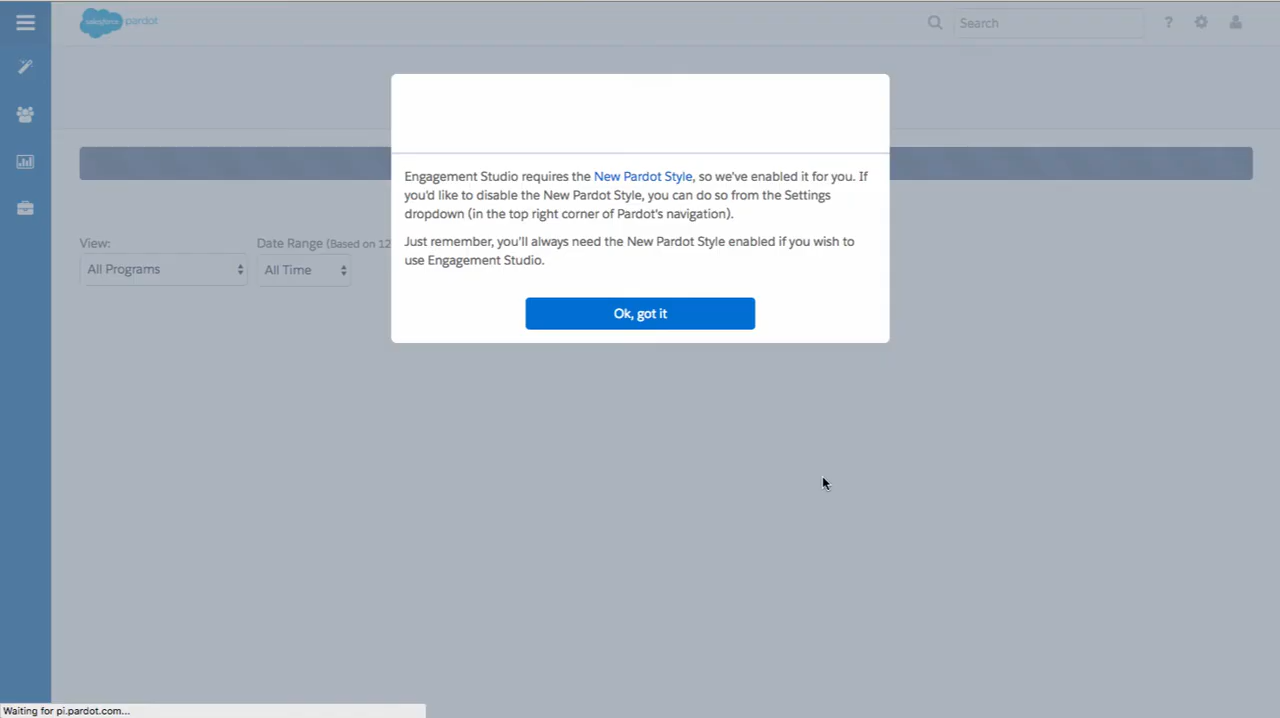 salesforce pardot
Search
?
Engagement Studio requires the New Pardot Style, so we've enabled it for you. If
you'd like to disable the New Pardot Style, you can do so from the Settings
dropdown (in the top right corner of Pardot's navigation).
Just remember, you'll always need the New Pardot Style enabled if you wish to
use Engagement Studio.
Ok, got it
View:
Date Range (Based on 12
All Programs
All Time
Waiting for pi.pardot.com...